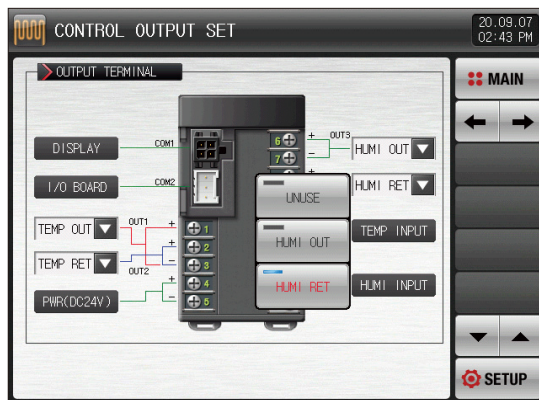 CONTROL OUTPUT SET
20.09.07
02:43 PM
OUTPUT TERMINAL
MAIN
DISPLAY
COM1
6
+
OUT3
HUMI OUT
7
-
I/O BOARD
COM2
HUMI RET
UNUSE
TEMP OUT
OUT1
+
1
HUMI OUT
TEMP INPUT
+
2
TEMP RET
OUT2
-
3
HUMI RET
HUMI INPUT
+
4
PWR(DC24V)
-
5
SETUP